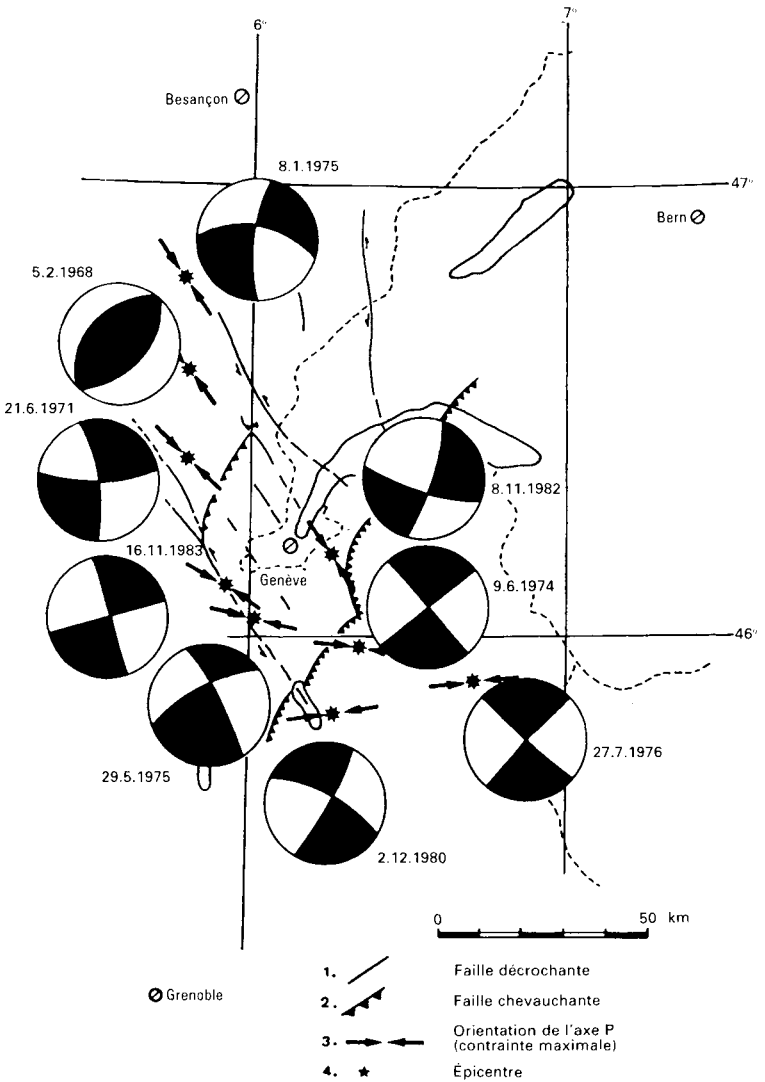 6°
7°
Besançon
8.1.1975
47°
Bern
5.2.1968
21.6.1971
8.11.1982
16.11.1983
Genève
9.6.1974
46°
29.5.1975
27.7.1976
2.12.1980
0 50 km
Grenoble
1. Faille décrochante
2. Faille chevauchante
3. Orientation de l'axe P
(contrainte maximale)
4. Épicentre